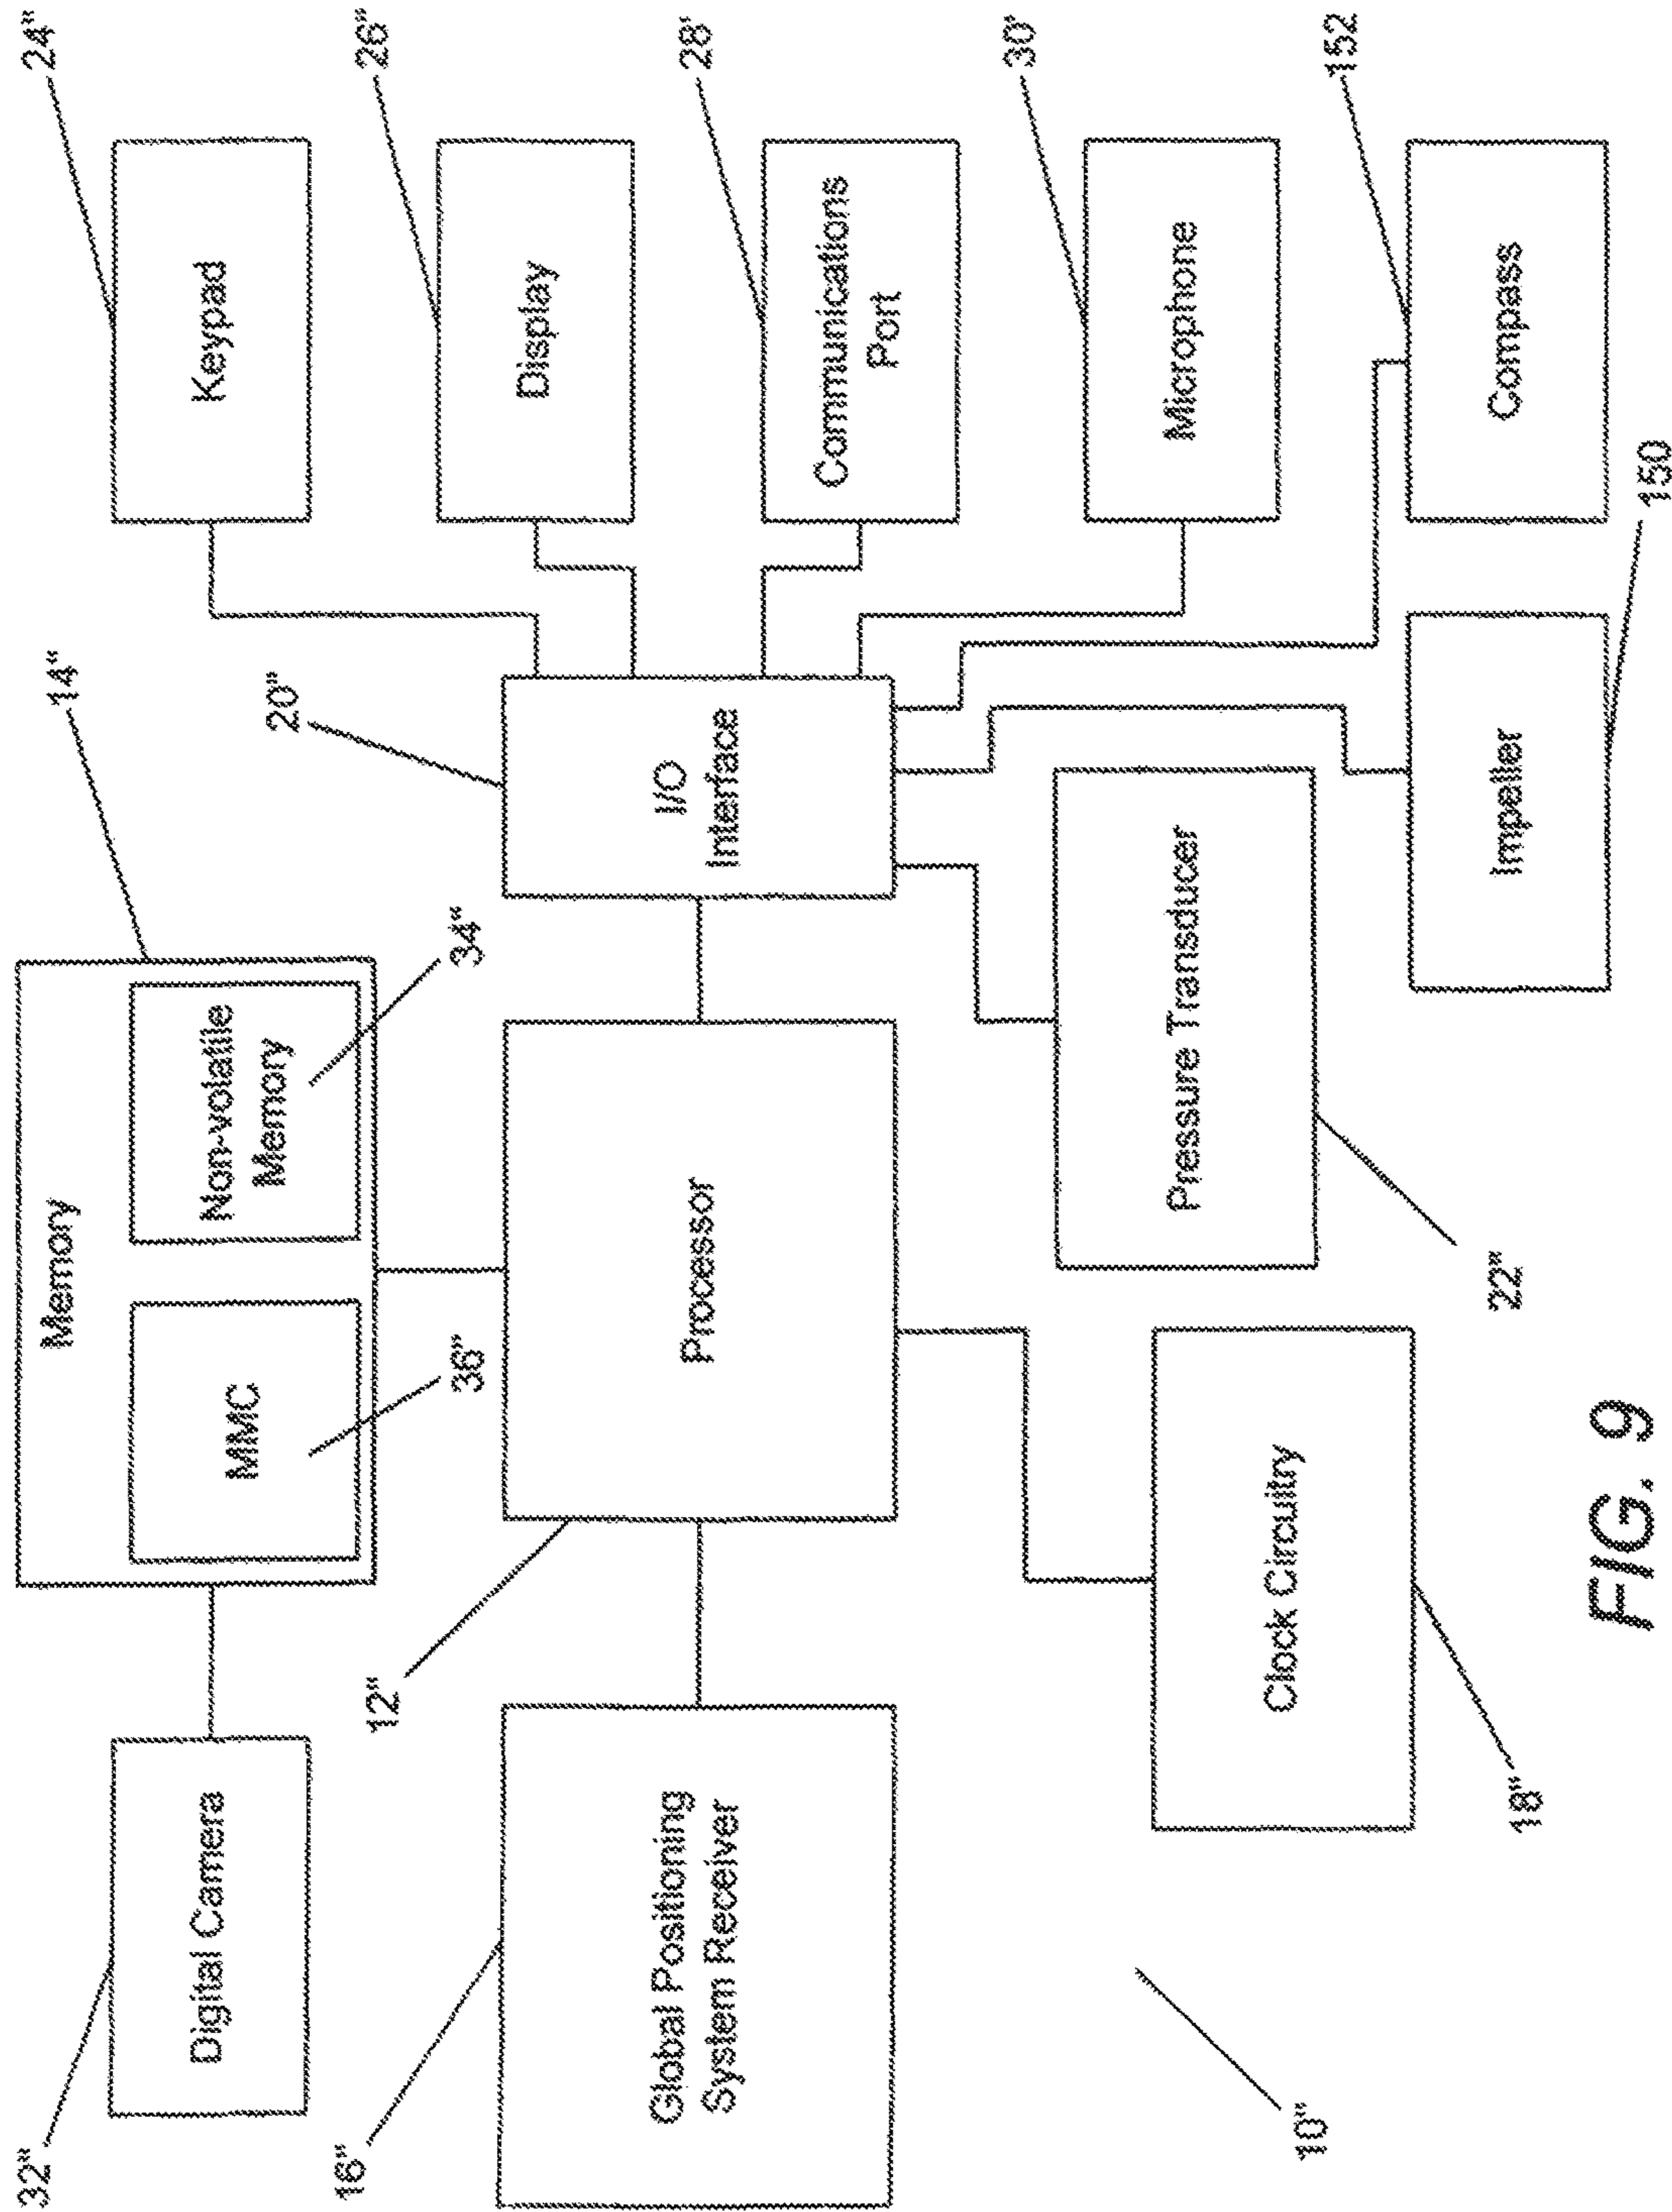 32"
Digital Camera
Memory
MMC
Non-volatile
Memory
14"
34"
36"
24"
Keypad
16"
Global Positioning
System Receiver
12"
Processor
20"
I/O
Interface
26"
Display
28'
Communications
Port
10"
18"
Clock Circuitry
22"
Pressure Transducer
30'
Microphone
Impeller
150
152
Compass
FIG. 9